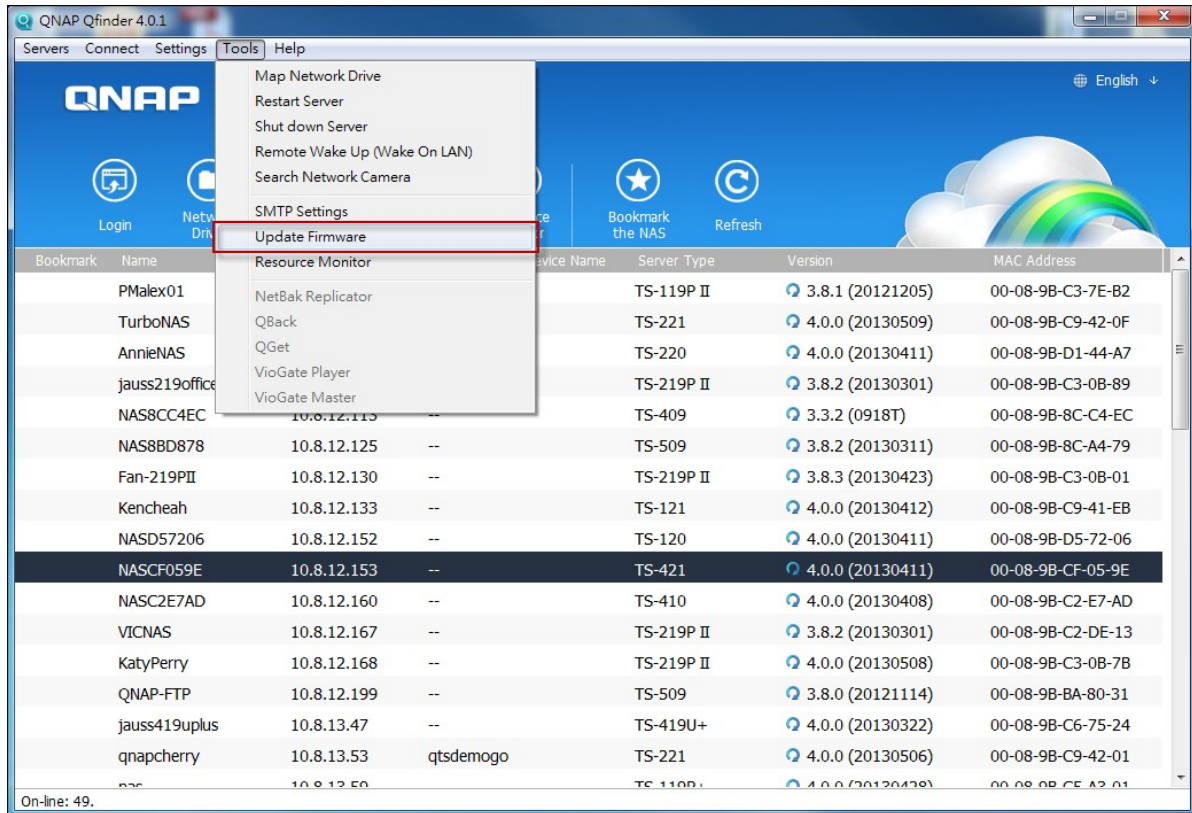 QNAP Qfinder 4.0.1
Servers Connect Settings Tools Help
QNAP
English
Map Network Drive
Restart Server
Shut down Server
Remote Wake Up (Wake On LAN)
Search Network Camera
SMTP Settings
Update Firmware
Resource Monitor
NetBak Replicator
QBack
QGet
VioGate Player
VioGate Master
Login
Bookmark
the NAS
Refresh
Bookmark Name Name Server Type Version MAC Address
PMalex01 TS-119P II 3.8.1 (20121205) 00-08-9B-C3-7E-B2
TurboNAS TS-221 4.0.0 (20130509) 00-08-9B-C9-42-0F
AnnieNAS TS-220 4.0.0 (20130411) 00-08-9B-D1-44-A7
jauss219office TS-219P II 3.8.2 (20130301) 00-08-9B-C3-0B-89
NAS8CC4EC 10.8.12.113 -- TS-409 3.3.2 (0918T) 00-08-9B-8C-C4-EC
NAS8BD878 10.8.12.125 -- TS-509 3.8.2 (20130311) 00-08-9B-8C-A4-79
Fan-219PII 10.8.12.130 -- TS-219P II 3.8.3 (20130423) 00-08-9B-C3-0B-01
Kencheah 10.8.12.133 -- TS-121 4.0.0 (20130412) 00-08-9B-C9-41-EB
NASD57206 10.8.12.152 -- TS-120 4.0.0 (20130411) 00-08-9B-D5-72-06
NASCF059E 10.8.12.153 -- TS-421 4.0.0 (20130411) 00-08-9B-CF-05-9E
NASC2E7AD 10.8.12.160 -- TS-410 4.0.0 (20130408) 00-08-9B-C2-E7-AD
VICNAS 10.8.12.167 -- TS-219P II 3.8.2 (20130301) 00-08-9B-C2-DE-13
KatyPerry 10.8.12.168 -- TS-219P II 4.0.0 (20130508) 00-08-9B-C3-0B-7B
QNAP-FTP 10.8.12.199 -- TS-509 3.8.0 (20121114) 00-08-9B-BA-80-31
jauss419uplus 10.8.13.47 -- TS-419U+ 4.0.0 (20130322) 00-08-9B-C6-75-24
qnapcherry 10.8.13.53 qtsdemogo TS-221 4.0.0 (20130506) 00-08-9B-C9-42-01
On-line: 49.